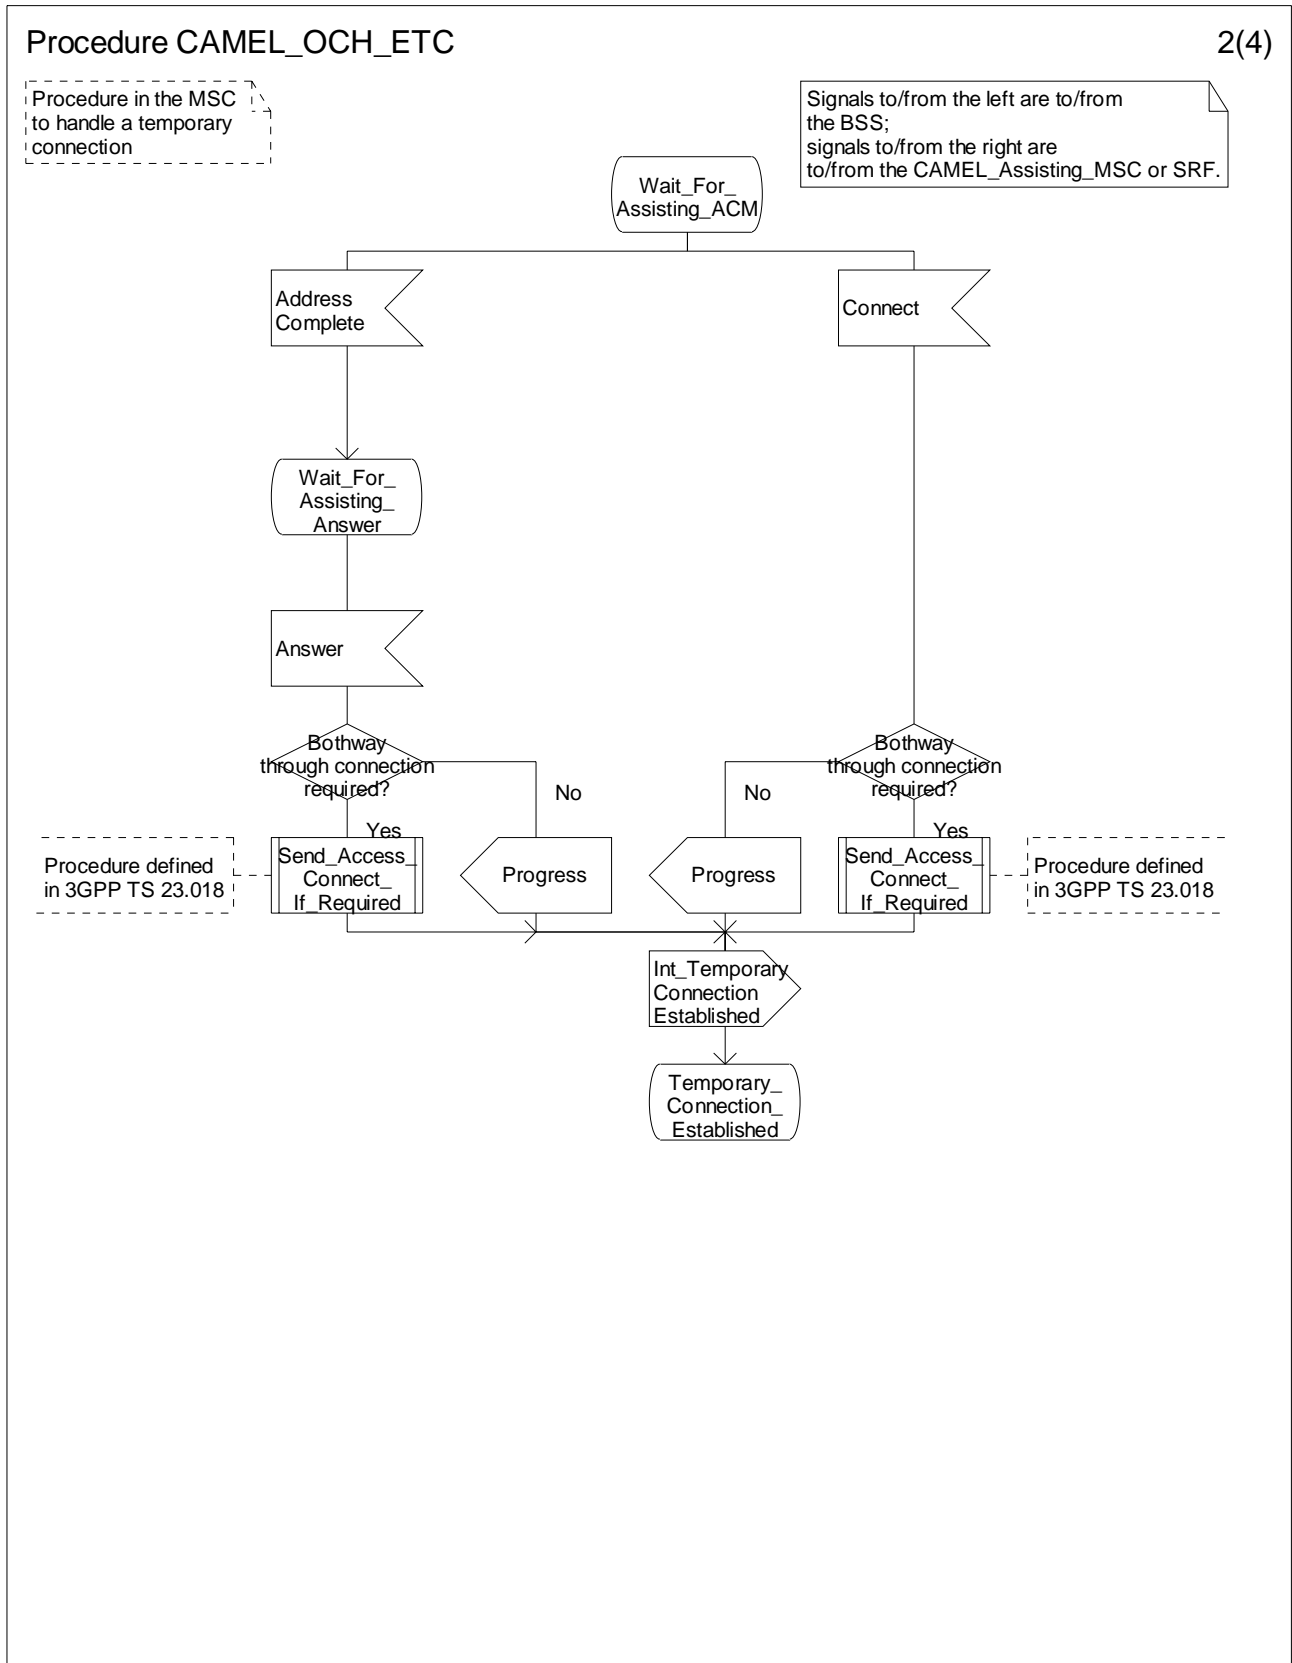 Procedure CAMEL_OCH_ETC
2(4)
Procedure in the MSC
to handle a temporary
connection
Signals to/from the left are to/from
the BSS;
signals to/from the right are
to/from the CAMEL_Assisting_MSC or SRF.
Wait_For_
Assisting_ACM
Address
Complete
Connect
Wait_For_
Assisting_
Answer
Answer
Bothway
through connection
required?
No
No
Bothway
through connection
required?
Yes
Yes
Procedure defined
in 3GPP TS 23.018
Send_Access_
Connect_
If_Required
Progress
Progress
Send_Access_
Connect_
If_Required
Procedure defined
in 3GPP TS 23.018
Int_Temporary
Connection
Established
Temporary_
Connection_
Established